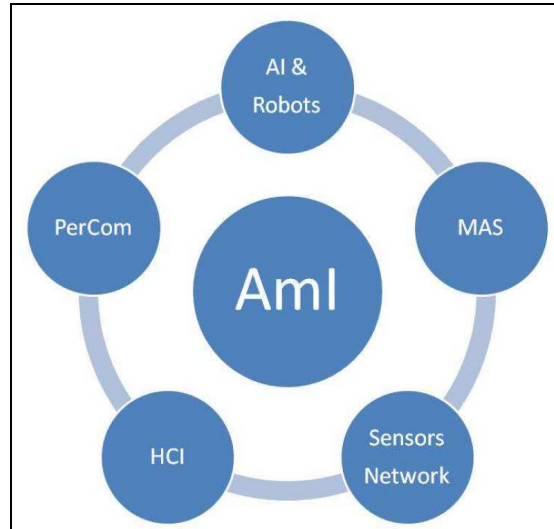 AI &
Robots
PerCom
MAS
AmI
HCI
Sensors
Network